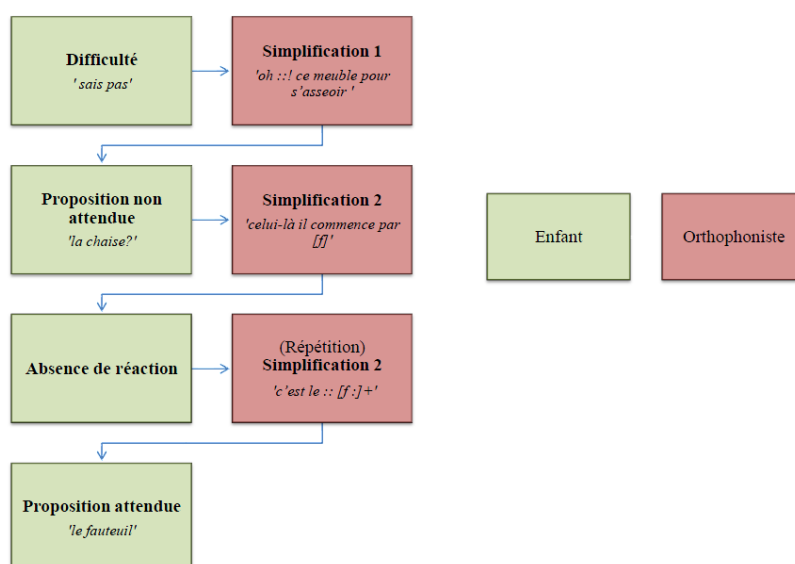 Difficulté
' sais pas'
Simplification 1
'oh ::! ce meuble pour
s'asseoir '
Proposition non
attendue
'la chaise?'
Simplification 2
'celui-là il commence par
[f]'
Enfant
Orthophoniste
Absence de réaction
(Répétition)
Simplification 2
'c'est le :: [f :]+'
Proposition attendue
'le fauteuil'